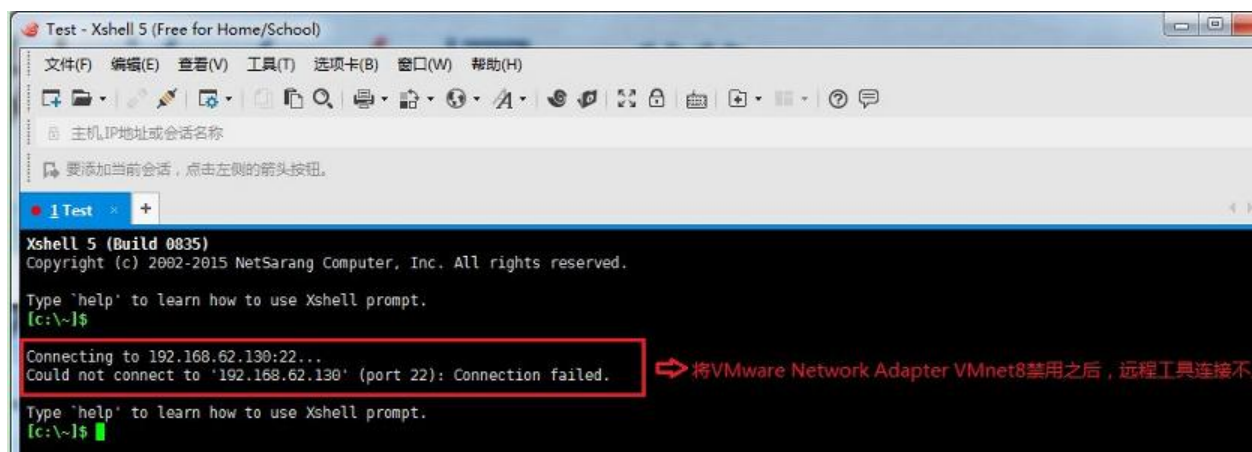 Test - Xshell 5 (Free for Home/School)
文件(F) 编辑(E) 查看(V) 工具(T) 选项卡(B) 窗口(W) 帮助(H)
主机,IP地址或会话名称
要添加当前会话，点击左侧的箭头按钮。
1 Test × +
Xshell 5 (Build 0835)
Copyright (c) 2002-2015 NetSarang Computer, Inc. All rights reserved.
Type `help' to learn how to use Xshell prompt.
[c:\~]$
Connecting to 192.168.62.130:22...
Could not connect to '192.168.62.130' (port 22): Connection failed.
将VMware Network Adapter VMnet8禁用之后，远程工具连接不
Type `help' to learn how to use Xshell prompt.
[c:\~]$